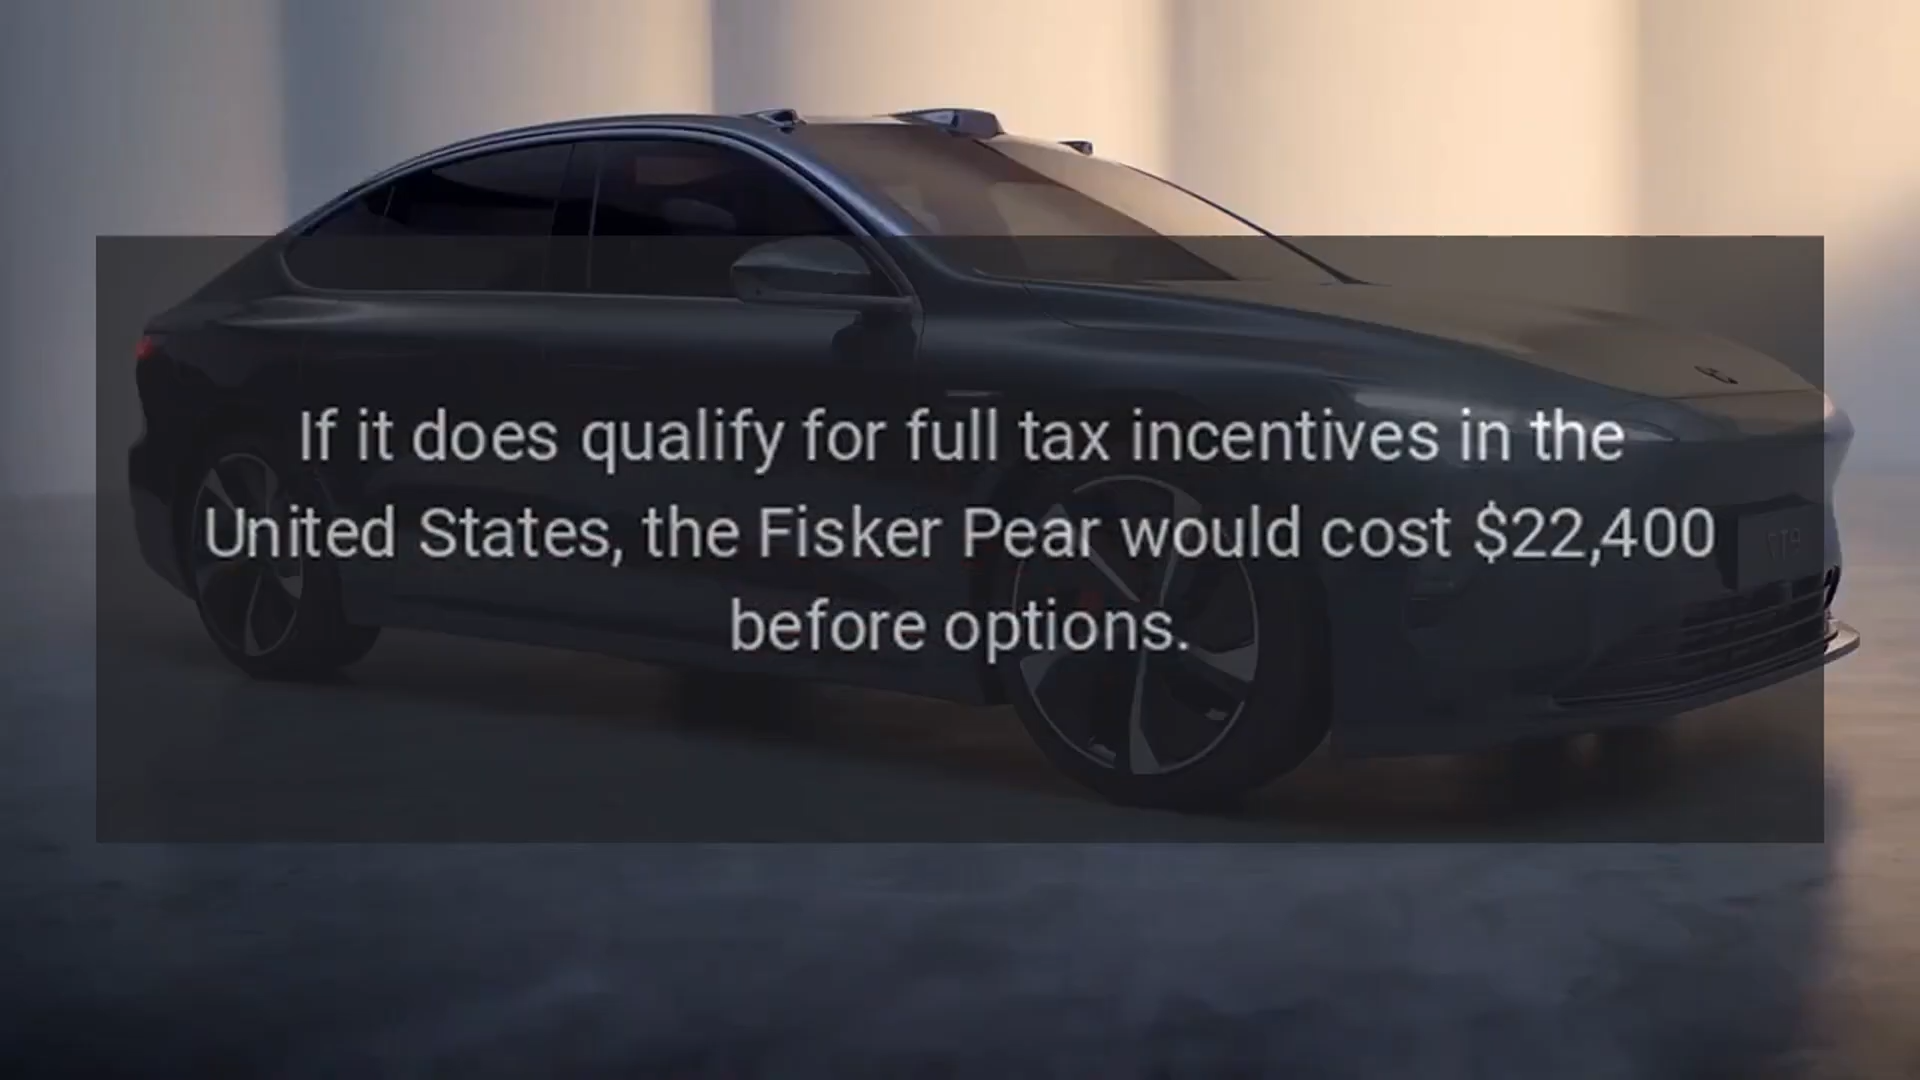 If it does qualify for full tax incentives in the
United States, the Fisker Pear would cost $22,400
before options.